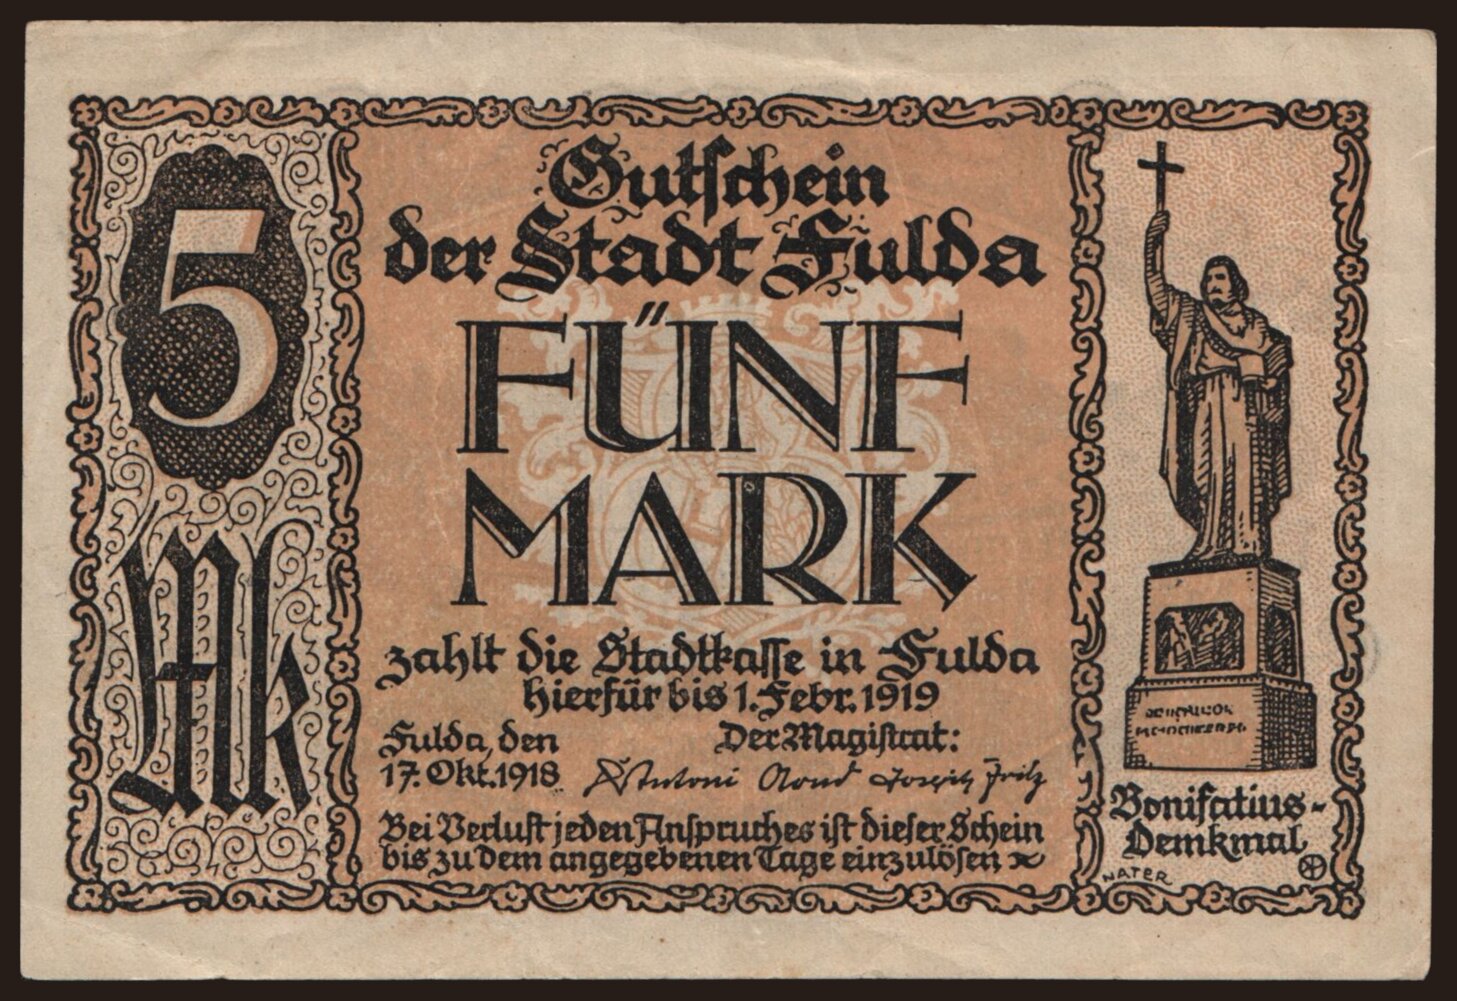 5
Mk
Gutschein
der Stadt Fulda
FÜNF
MARK
zahlt die Stadtkasse in Fulda
hierfür bis 1. Febr. 1919
Fulda, den
17. Okt. 1918
Der Magistrat:
Antoni
Bei Verlust jeden Anspruches ist dieser Schein
bis zu dem angegebenen Tage einzulösen
Bonifatius-
Denkmal
NATER